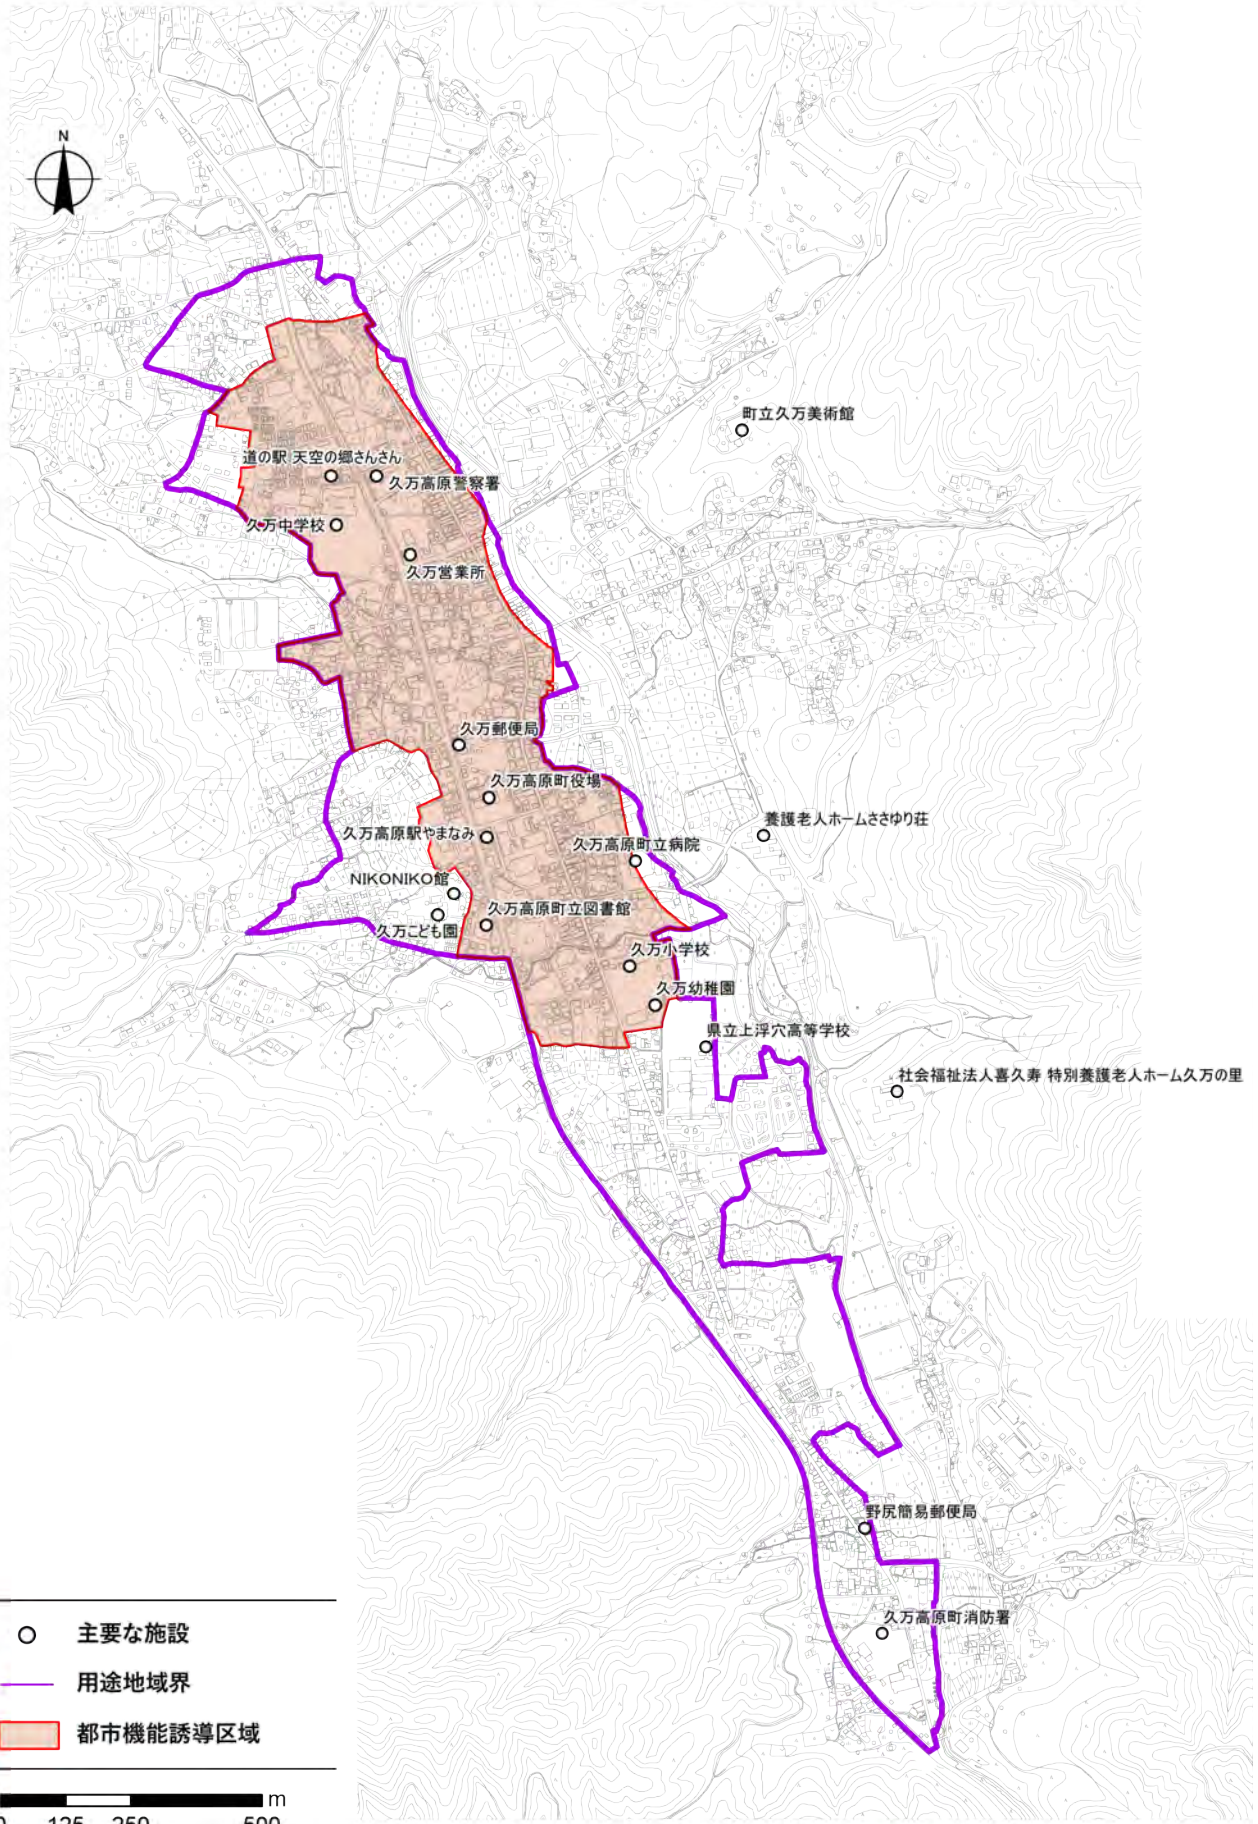 N
町立久万美術館
道の駅 天空の郷さんさん
久万高原警察署
久万中学校
久万営業所
久万郵便局
久万高原町役場
養護老人ホームささゆり荘
久万高原駅やまなみ
久万高原町立病院
NIKONIKO館
久万高原町立図書館
久万こども園
久万小学校
久万幼稚園
県立上浮穴高等学校
社会福祉法人喜久寿 特別養護老人ホーム久万の里
野尻簡易郵便局
久万高原町消防署
主要な施設
用途地域界
都市機能誘導区域
m
0 125 250 500